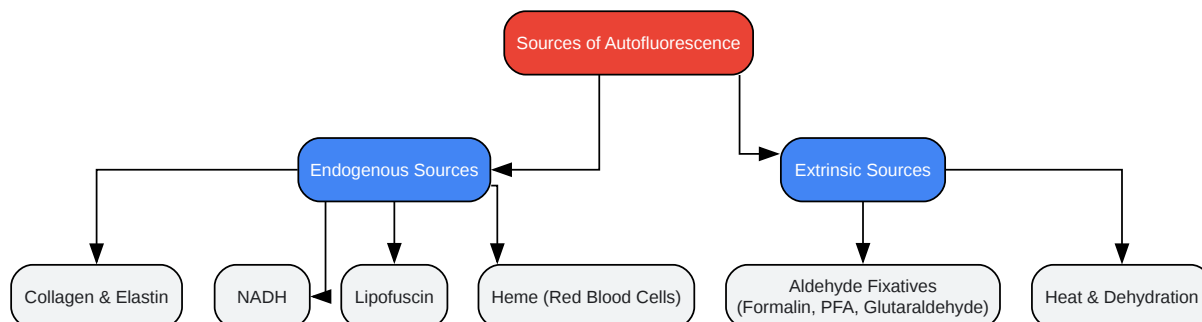 Sources of Autofluorescence
Endogenous Sources
Extrinsic Sources
Collagen & Elastin
NADH
Lipofuscin
Heme (Red Blood Cells)
Aldehyde Fixatives
(Formalin, PFA, Glutaraldehyde)
Heat & Dehydration